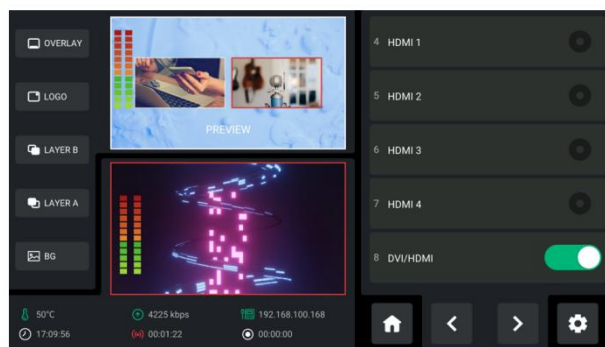 OVERLAY
LOGO
LAYER B
LAYER A
BG
PREVIEW
50°C
4225 kbps
192.168.100.168
17:09:56
00:01:22
00:00:00
4 HDMI 1
5 HDMI 2
6 HDMI 3
7 HDMI 4
8 DVI/HDMI